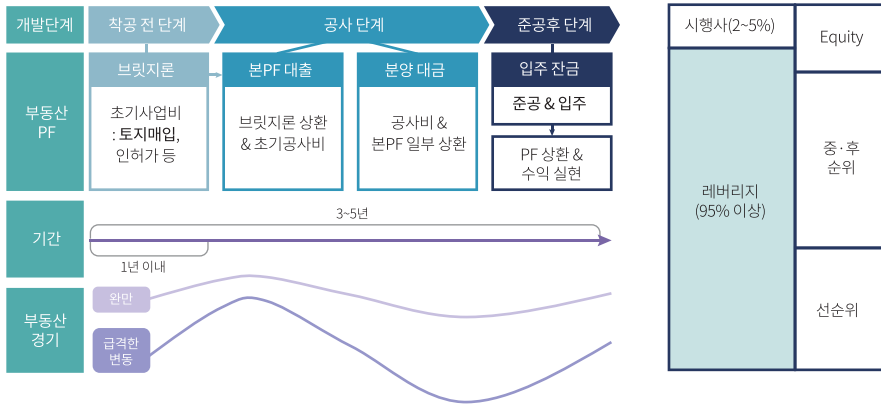 개발단계
착공 전 단계
공사 단계
준공후 단계
부동산
PF
브릿지론
초기사업비
: 토지매입,
인허가 등
본PF 대출
브릿지론 상환
& 초기공사비
분양 대금
공사비 &
본PF 일부 상환
입주 잔금
준공 & 입주
PF 상환 &
수익 실현
기간
3~5년
1년 이내
부동산
경기
완만
급격한
변동
시행사(2~5%)
Equity
레버리지
(95% 이상)
중·후
순위
선순위